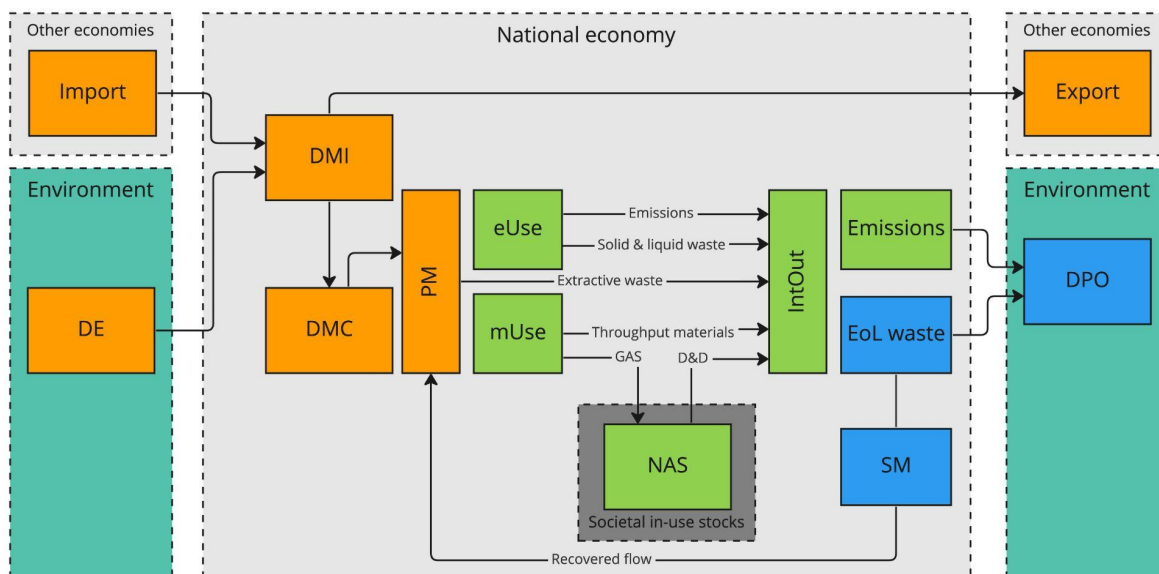 Other economies
National economy
Other economies
Import
Export
DMI
Environment
Environment
eUse
Emissions
Solid & liquid waste
Emissions
PM
Extractive waste
IntOut
DPO
DE
DMC
mUse
Throughput materials
GAS
D&D
EoL waste
NAS
SM
Societal in-use stocks
Recovered flow